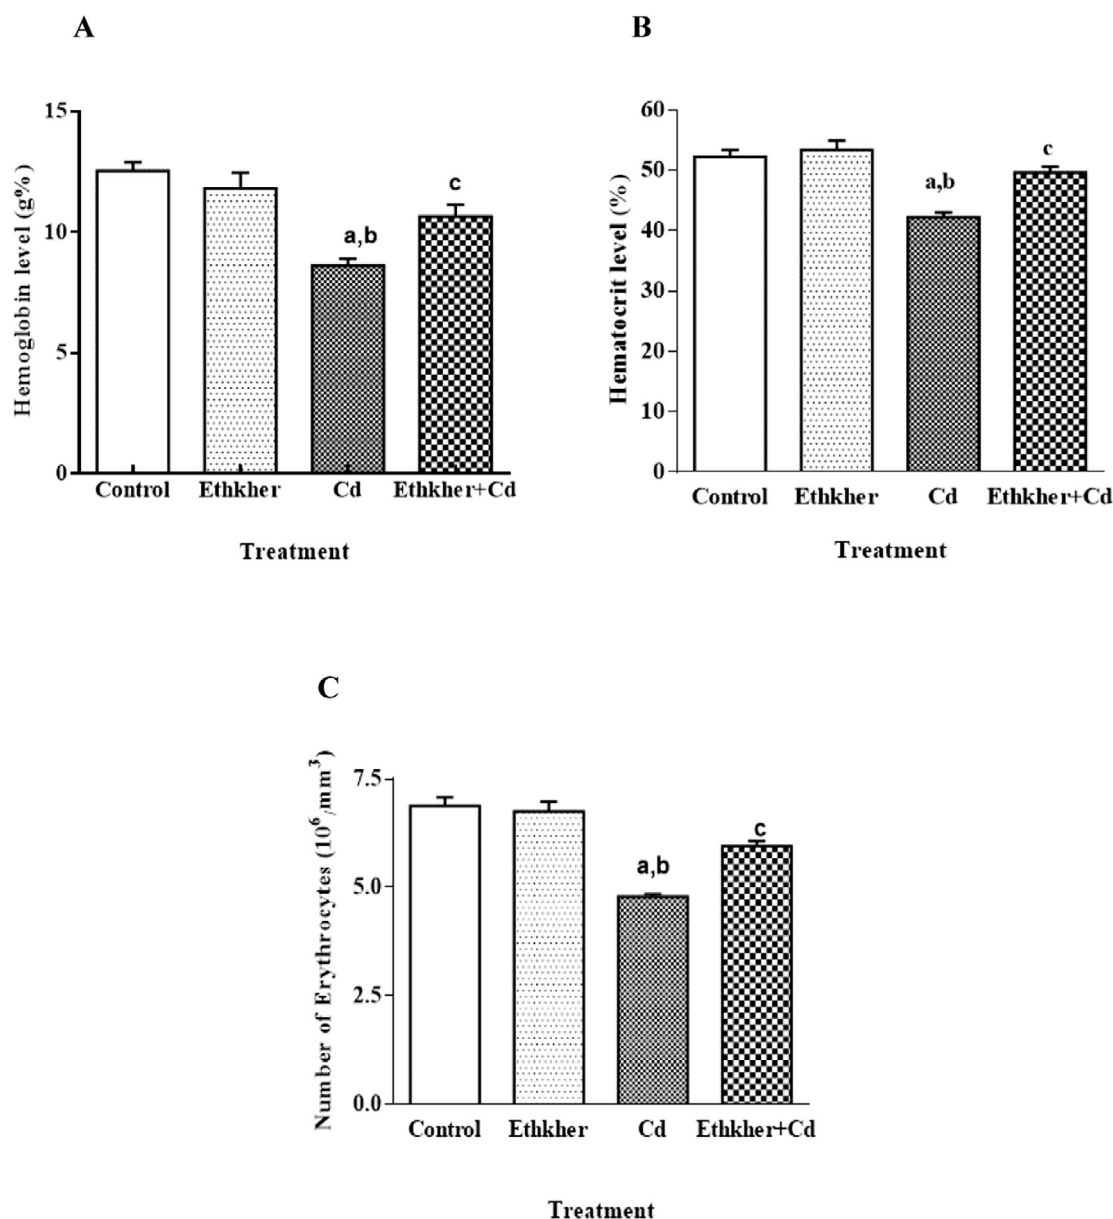 A
Hemoglobin level (g%)
15
10
5
0
a,b
c
Control Ethkher Cd Ethkher+Cd
Treatment
B
Hematocrit level (%)
60
50
40
30
20
10
0
a,b
c
Control Ethkher Cd Ethkher+Cd
Treatment
C
Number of Erythrocytes (10⁶/mm³)
7.5
5.0
2.5
0.0
a,b
c
Control Ethkher Cd Ethkher+Cd
Treatment